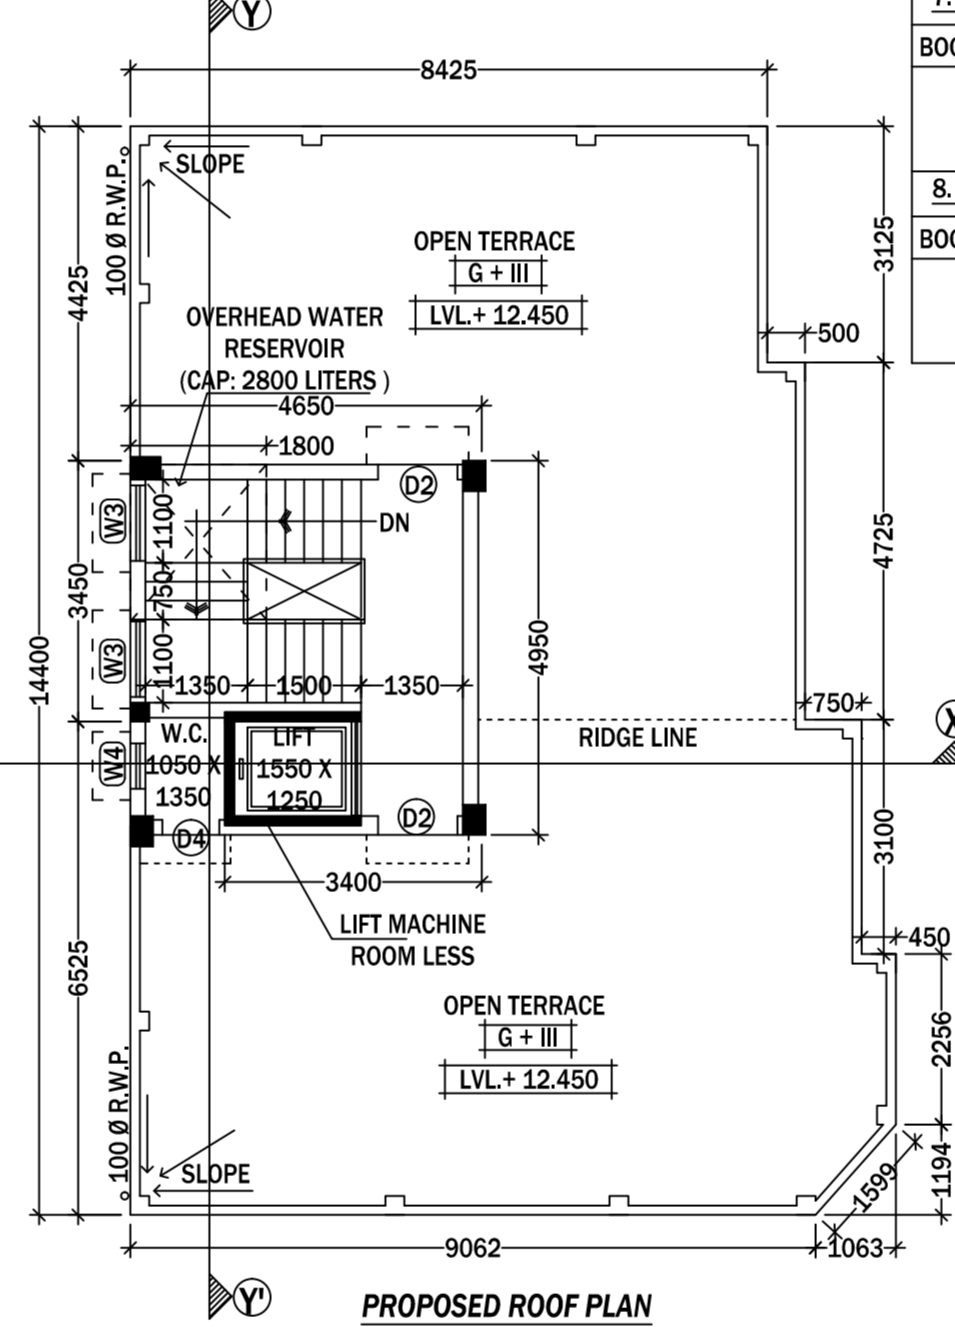 Y
7.
BOO
8425
SLOPE
100 Ø R.W.P.
3125
8.
BOO
OPEN TERRACE
G + III
LVL.+ 12.450
4425
500
OVERHEAD WATER
RESERVOIR
(CAP: 2800 LITERS )
4650
1800
D2
W3
1100
DN
4725
750
3450
4950
14400
W3
1100
1350
1500
1350
750
RIDGE LINE
X
W.C.
1050 X
1350
LIFT
1550 X
1250
W4
D2
D4
3100
3400
LIFT MACHINE
ROOM LESS
450
6525
OPEN TERRACE
G + III
LVL.+ 12.450
2256
100 Ø R.W.P.
SLOPE
1599
1194
9062
1063
Y'
PROPOSED ROOF PLAN